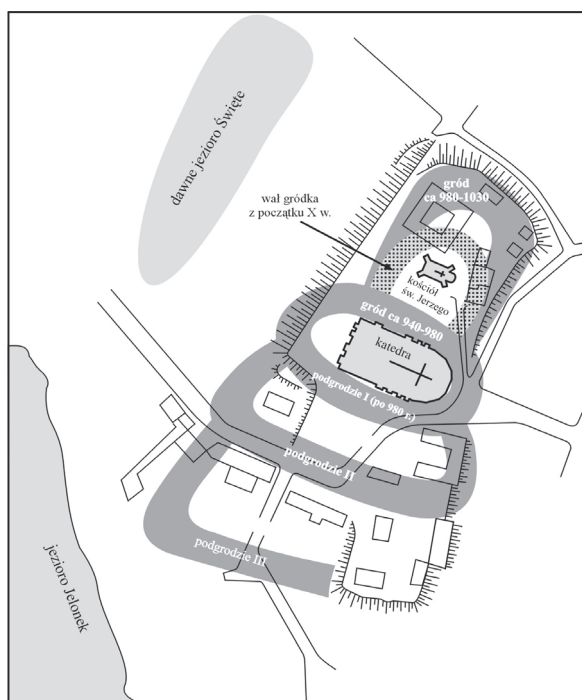 dawne jezioro Święte
gród
ca 980-1030
wał gródka
z początku X w.
kościół
św. Jerzego
gród ca 940-980
katedra
podgrodzie I (po 980 r.)
podgrodzie II
podgrodzie III
jezioro Jelonek